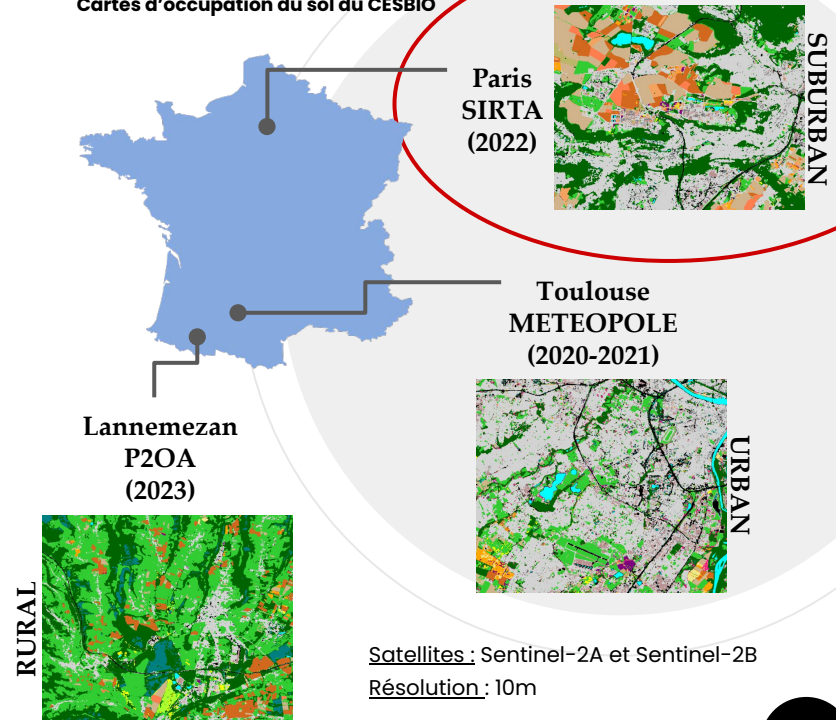 Cartes d'occupation du sol du CESBIO
Paris
SIRTA
(2022)
SUBURBAN
Toulouse
METEOPOLE
(2020-2021)
URBAN
Lannemezan
P2OA
(2023)
RURAL
Satellites : Sentinel-2A et Sentinel-2B
Résolution : 10m